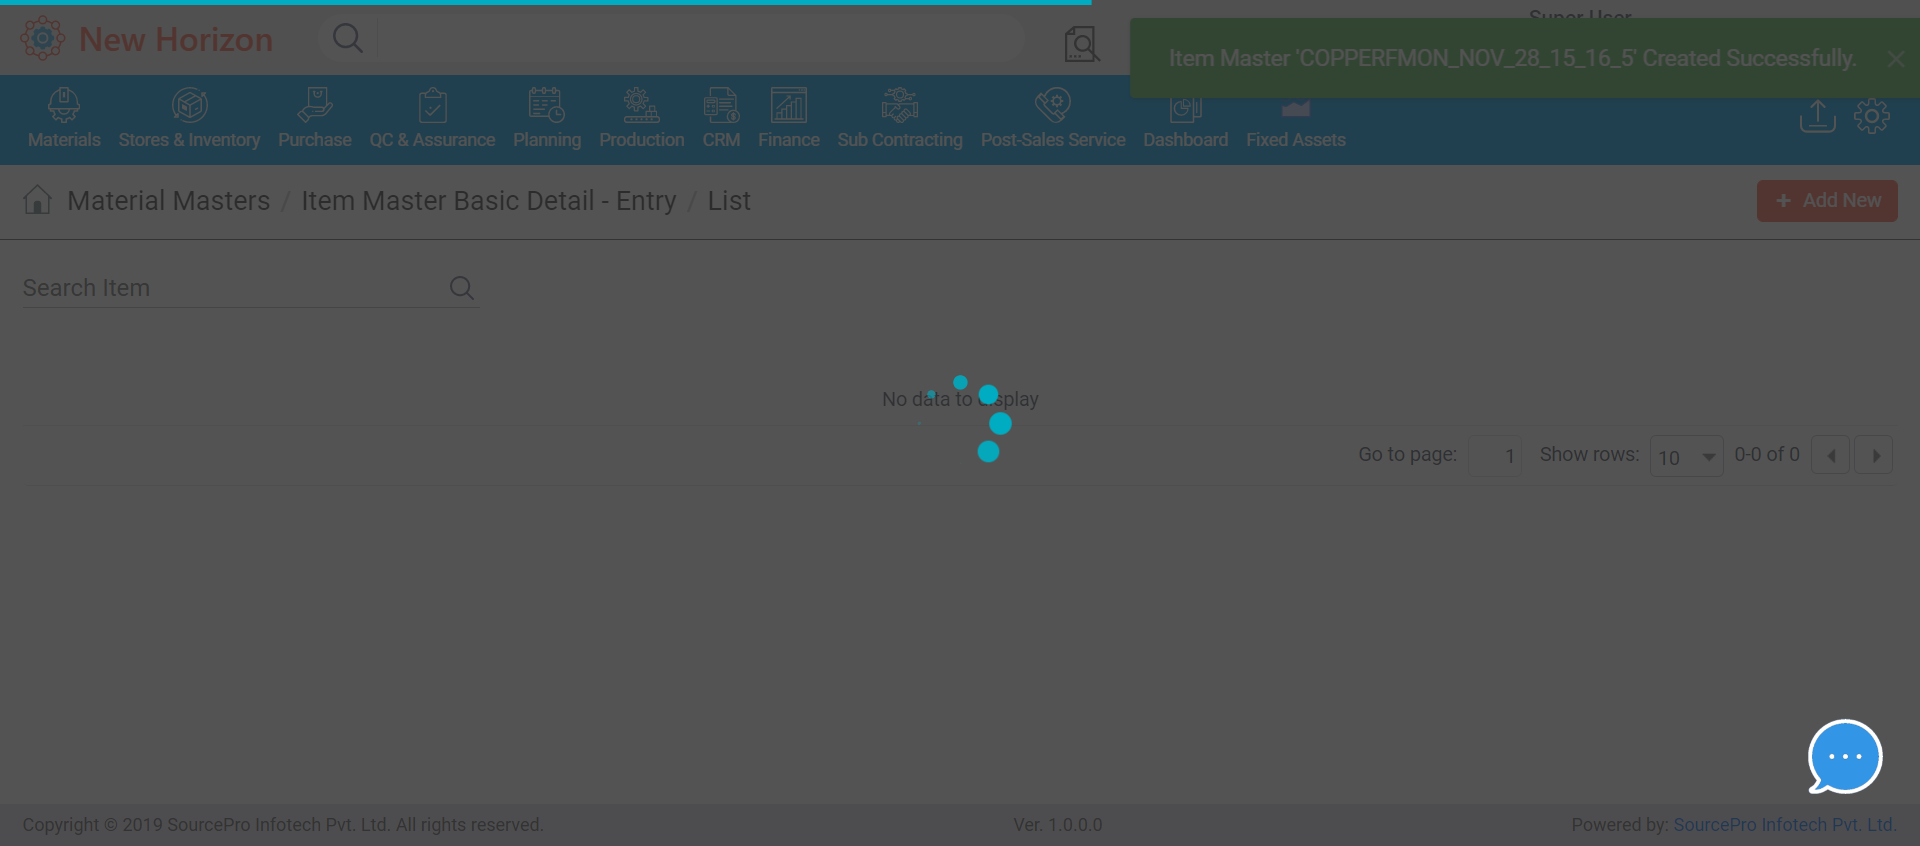 Super User
New Horizon
Item Master 'COPPERFMON_NOV_28_15_16_5' Created Successfully.
Materials
Stores & Inventory
Purchase
QC & Assurance
Planning
Production
CRM
Finance
Sub Contracting
Post-Sales Service
Dashboard
Fixed Assets
Material Masters / Item Master Basic Detail - Entry / List
+ Add New
Search Item
No data to display
Go to page: 1 Show rows: 10 0-0 of 0
Copyright © 2019 SourcePro Infotech Pvt. Ltd. All rights reserved.
Ver. 1.0.0.0
Powered by: SourcePro Infotech Pvt. Ltd.